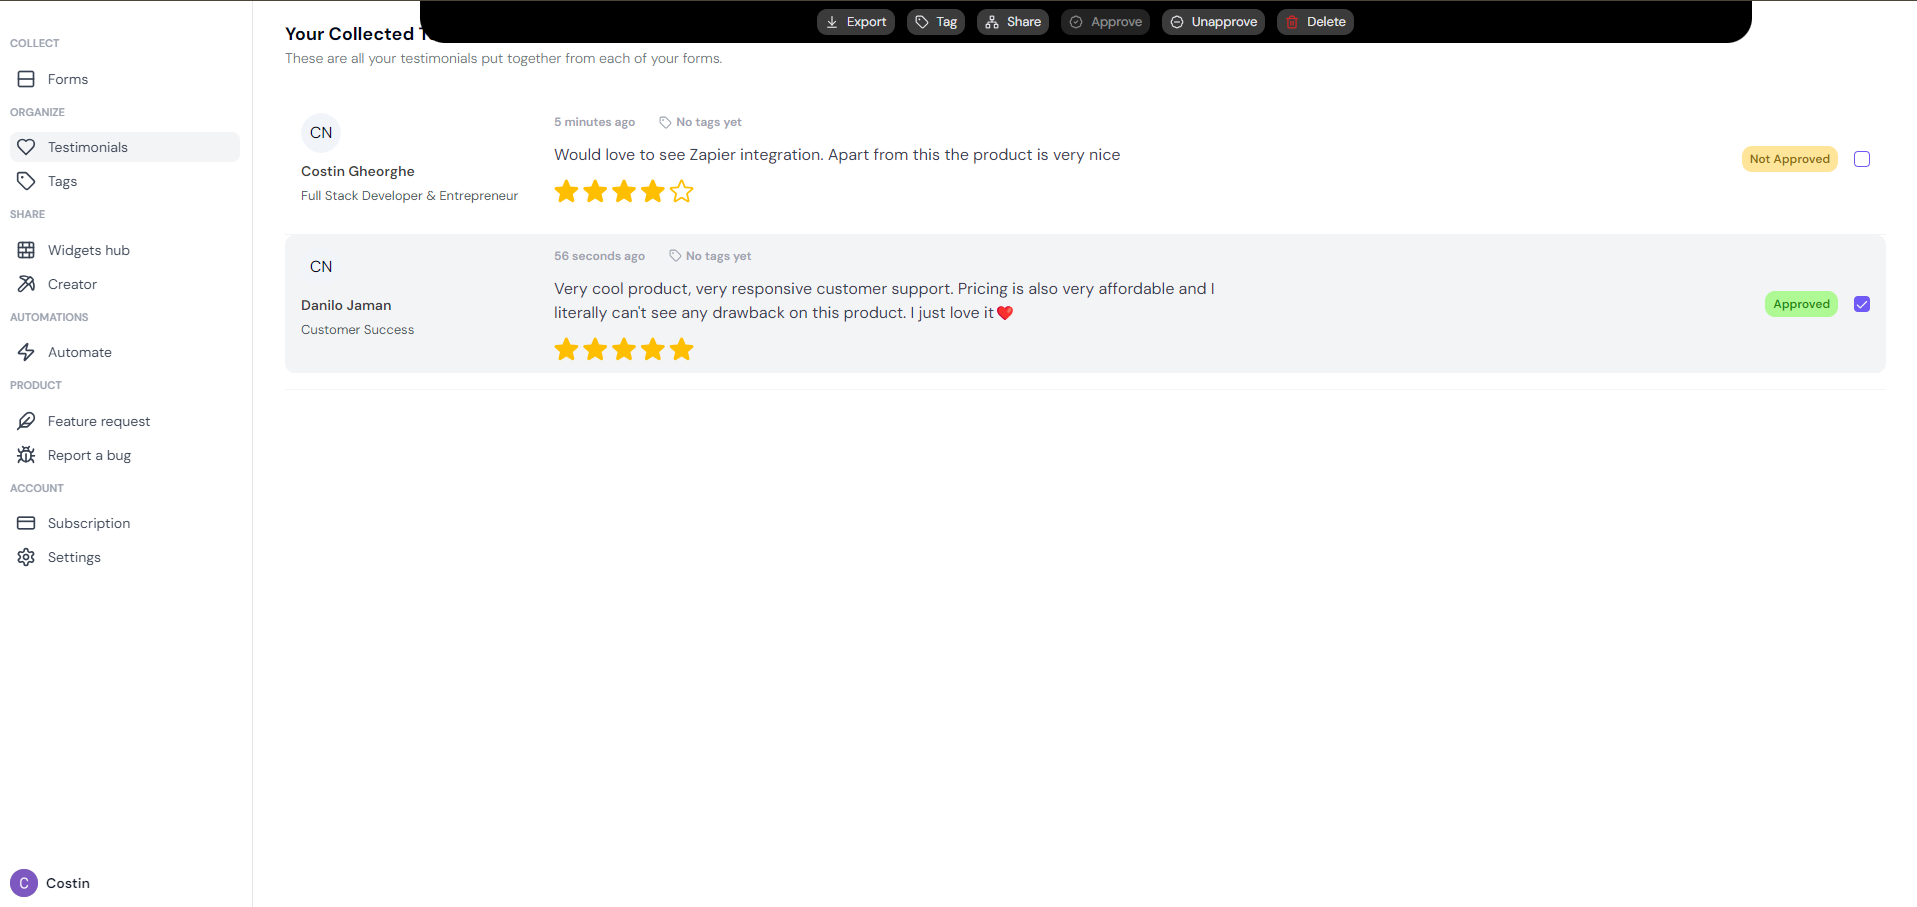 Export
Tag
Share
Approve
Unapprove
Delete
COLLECT
Forms
ORGANIZE
Testimonials
Tags
SHARE
Widgets hub
Creator
AUTOMATIONS
Automate
PRODUCT
Feature request
Report a bug
ACCOUNT
Subscription
Settings
C Costin
Your Collected
These are all your testimonials put together from each of your forms.
CN
Costin Gheorghe
Full Stack Developer & Entrepreneur
5 minutes ago No tags yet
Would love to see Zapier integration. Apart from this the product is very nice
Not Approved
CN
Danilo Jaman
Customer Success
56 seconds ago No tags yet
Very cool product, very responsive customer support. Pricing is also very affordable and I
literally can't see any drawback on this product. I just love it❤️
Approved